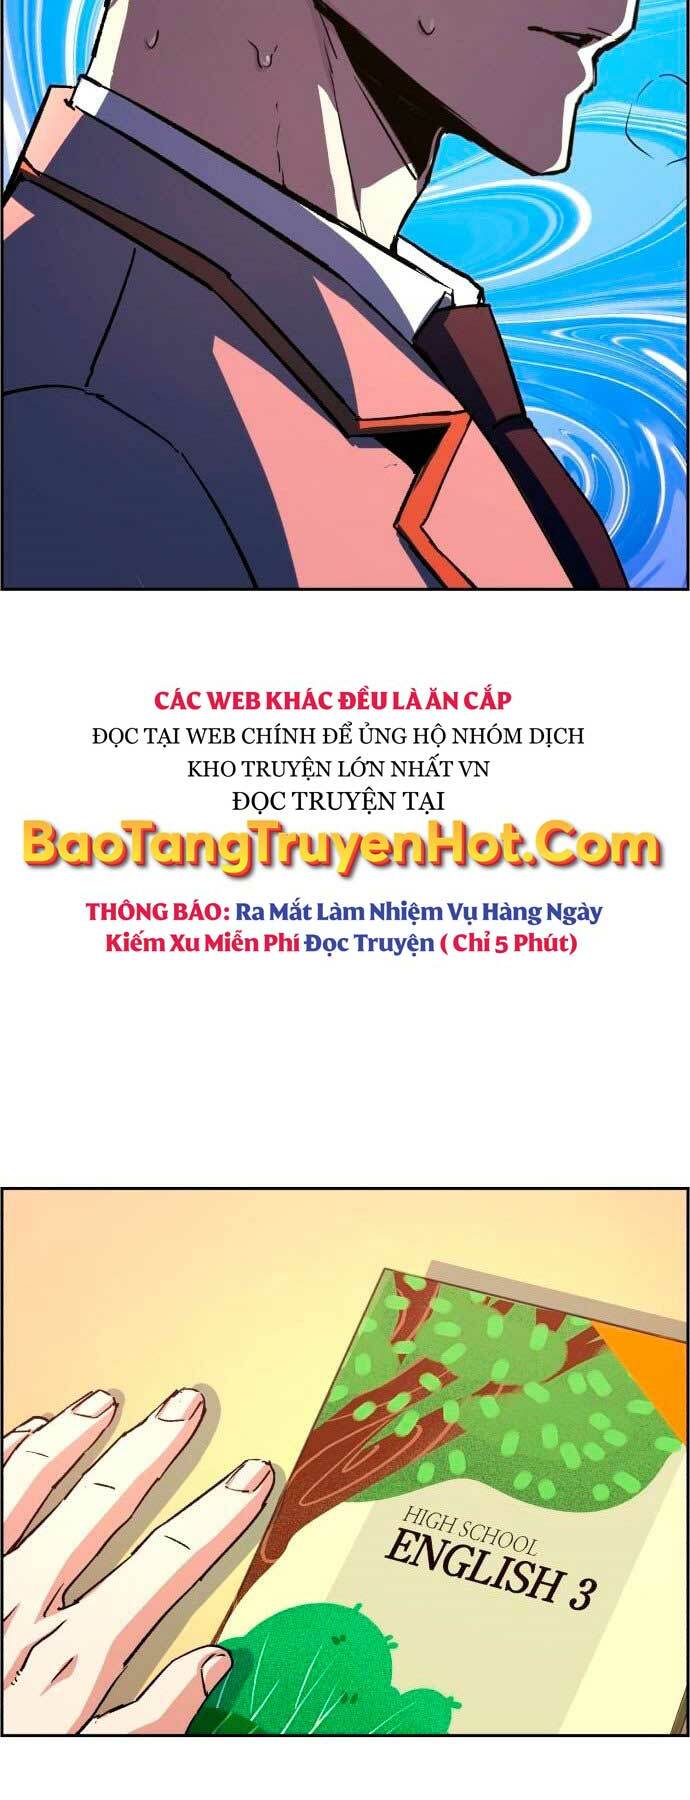 CÁC WEB KHÁC ĐỀU LÀ ĂN CẮP
ĐỌC TẠI WEB CHÍNH ĐỂ ỦNG HỘ NHÓM DỊCH
KHO TRUYỆN LỚN NHẤT VN
ĐỌC TRUYỆN TẠI
BaoTangTruyenHot.Com
THÔNG BÁO: Ra Mắt Làm Nhiệm Vụ Hàng Ngày
Kiếm Xu Miễn Phí Đọc Truyện ( Chỉ 5 Phút)
HIGH SCHOOL
ENGLISH 3